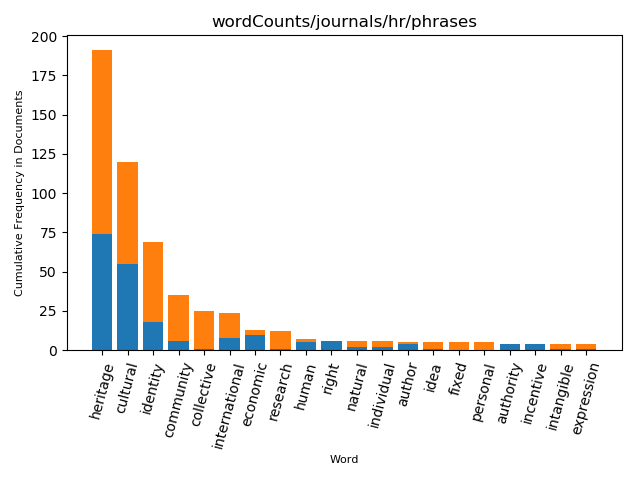 wordCounts/journals/hr/phrases
Cumulative Frequency in Documents
200
175
150
125
100
75
50
25
0
heritage
cultural
identity
community
collective
international
economic
research
human
right
natural
individual
author
idea
fixed
personal
authority
incentive
intangible
expression
Word